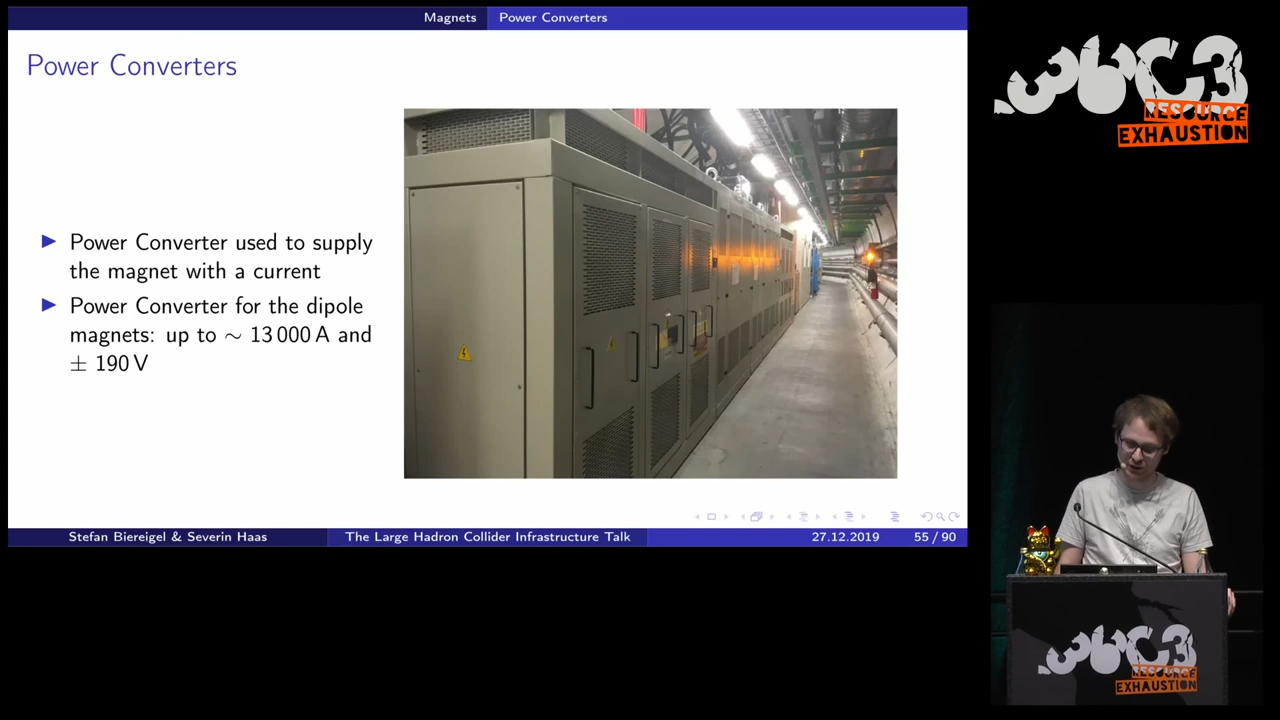 Magnets
Power Converters
Power Converters
Power Converter used to supply
the magnet with a current
Power Converter for the dipole
magnets: up to ∼ 13 000 A and
± 190 V
Stefan Biereigel & Severin Haas
The Large Hadron Collider Infrastructure Talk
27.12.2019
55 / 90
36C3
RESOURCE
EXHAUSTION
36C3
RESOURCE
EXHAUSTION